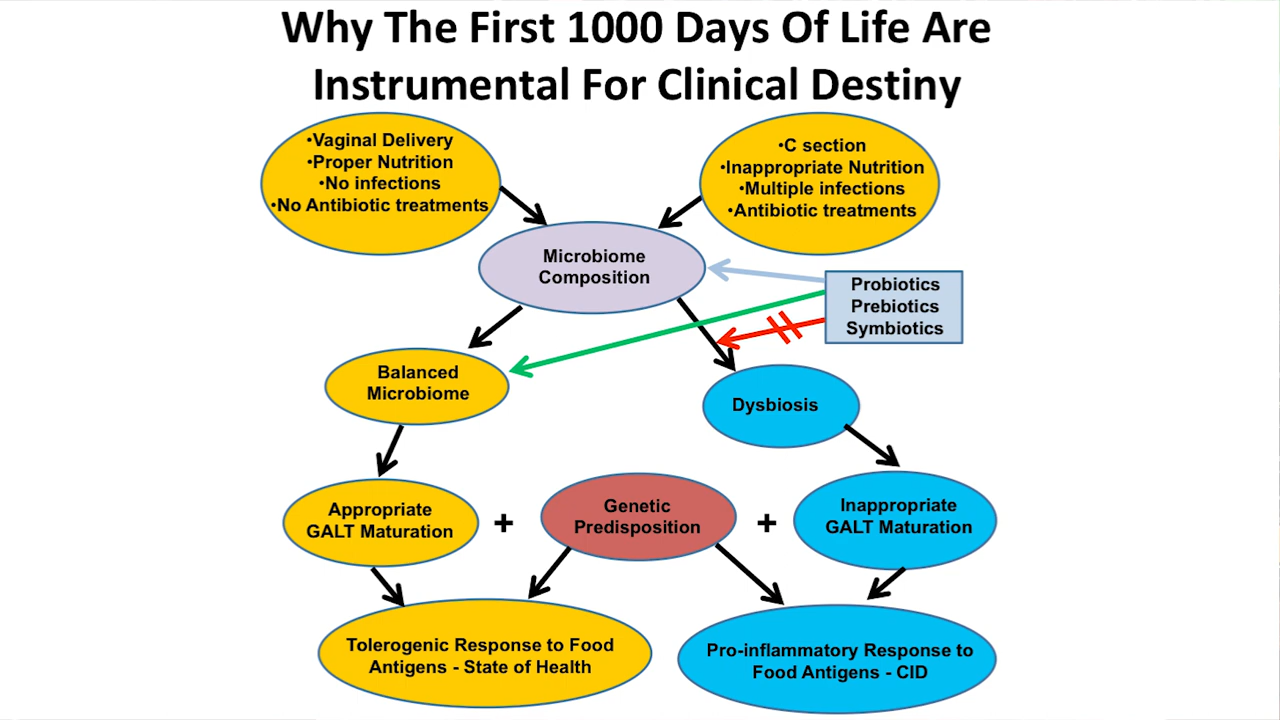 Why The First 1000 Days Of Life Are
Instrumental For Clinical Destiny
•Vaginal Delivery
•Proper Nutrition
•No infections
•No Antibiotic treatments
•C section
•Inappropriate Nutrition
•Multiple infections
•Antibiotic treatments
Microbiome
Composition
Probiotics
Prebiotics
Symbiotics
Balanced
Microbiome
Dysbiosis
Appropriate
GALT Maturation
+
Genetic
Predisposition
+
Inappropriate
GALT Maturation
Tolerogenic Response to Food
Antigens - State of Health
Pro-inflammatory Response to
Food Antigens - CID